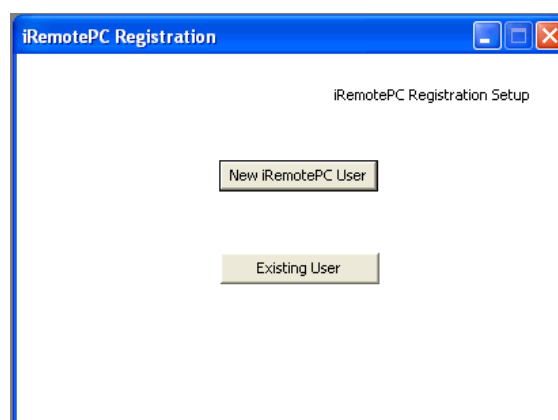 iRemotePC Registration
iRemotePC Registration Setup
New iRemotePC User
Existing User